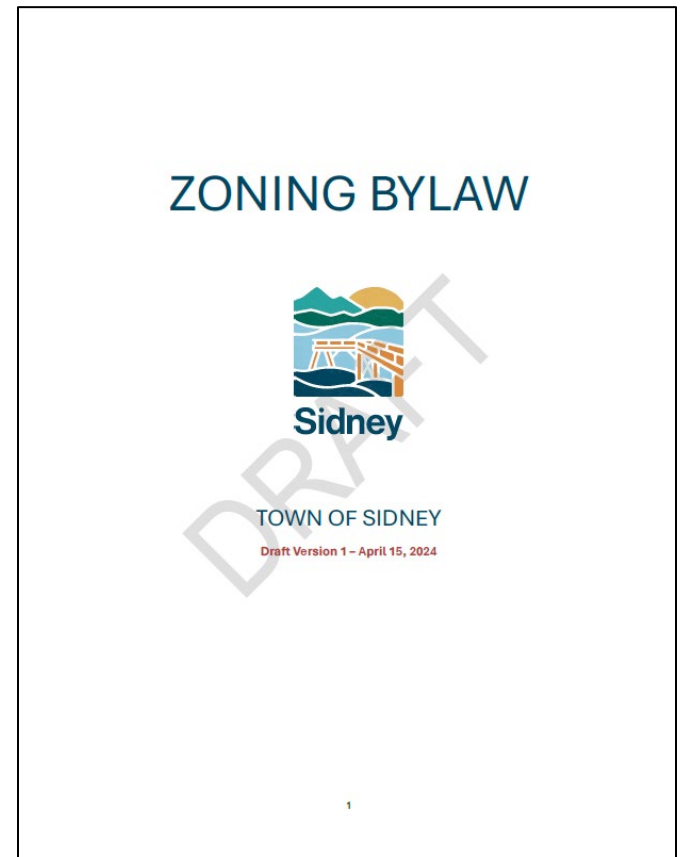 ZONING BYLAW
Sidney
DRAFT
TOWN OF SIDNEY
Draft Version 1 – April 15, 2024
1